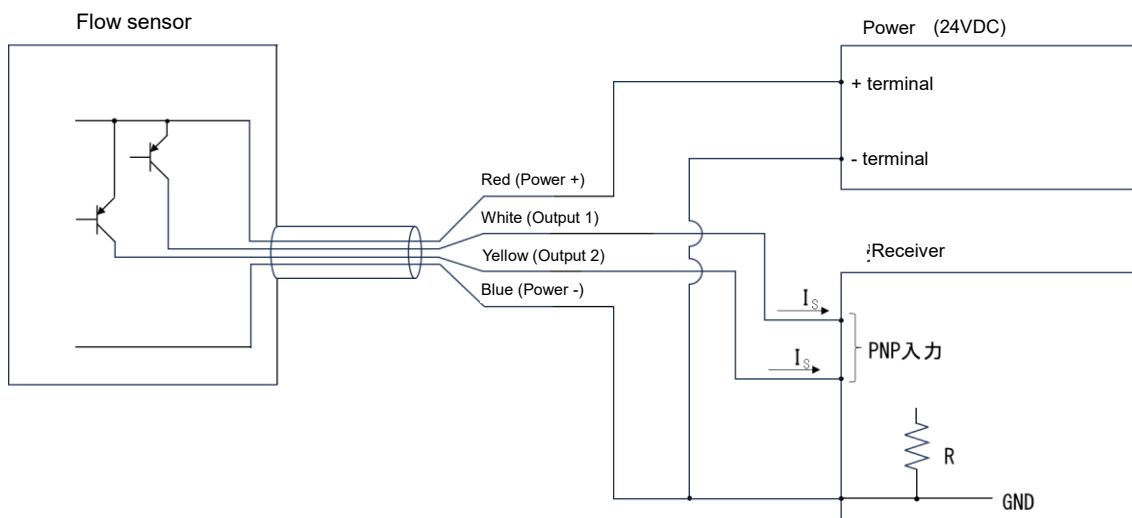 Flow sensor
Power (24VDC)
+ terminal
- terminal
Red (Power +)
White (Output 1)
Yellow (Output 2)
Blue (Power -)
Receiver
IS
IS
PNP入力
R
GND